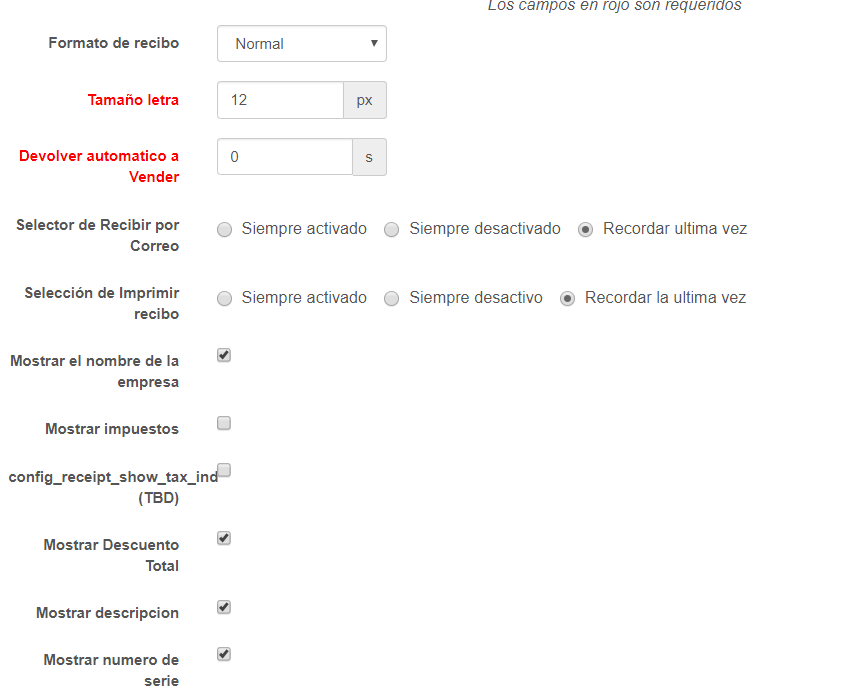 Los campos en rojo son requeridos
Formato de recibo
Normal
Tamaño letra
12 px
Devolver automatico a
Vender
0 s
Selector de Recibir por
Correo
Siempre activado Siempre desactivado Recordar ultima vez
Selección de Imprimir
recibo
Siempre activado Siempre desactivo Recordar la ultima vez
Mostrar el nombre de la
empresa
Mostrar impuestos
config_receipt_show_tax_ind
(TBD)
Mostrar Descuento
Total
Mostrar descripcion
Mostrar numero de
serie